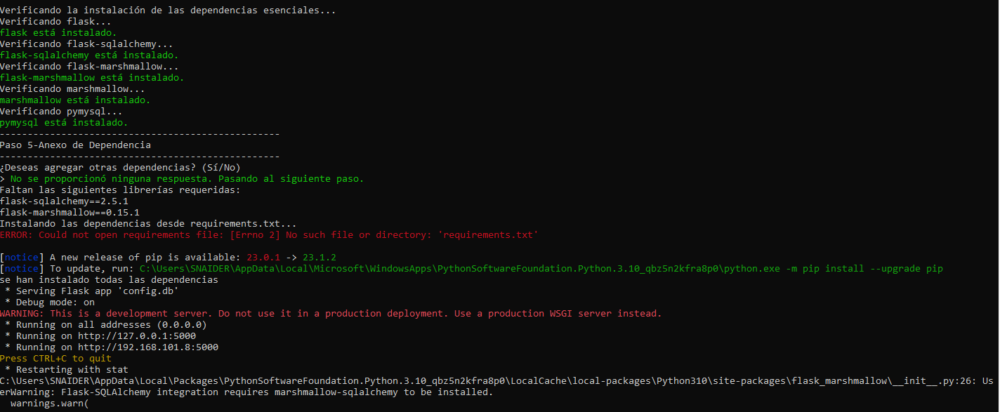 Verificando la instalación de las dependencias esenciales...
Verificando flask...
flask está instalado.
Verificando flask-sqlalchemy...
flask-sqlalchemy está instalado.
Verificando flask-marshmallow...
flask-marshmallow está instalado.
Verificando marshmallow...
marshmallow está instalado.
Verificando pymysql...
pymysql está instalado.
--------------------------------------------------
Paso 5-Anexo de Dependencia
--------------------------------------------------
¿Deseas agregar otras dependencias? (Sí/No)
> No se proporcionó ninguna respuesta. Pasando al siguiente paso.
Faltan las siguientes librerías requeridas:
flask-sqlalchemy==2.5.1
flask-marshmallow==0.15.1
Instalando las dependencias desde requirements.txt...
ERROR: Could not open requirements file: [Errno 2] No such file or directory: 'requirements.txt'
[notice] A new release of pip is available: 23.0.1 -> 23.1.2
[notice] To update, run: C:\Users\SNAIDER\AppData\Local\Microsoft\WindowsApps\PythonSoftwareFoundation.Python.3.10_qbz5n2kfra8p0\python.exe -m pip install --upgrade pip
se han instalado todas las dependencias
 * Serving Flask app 'config.db'
 * Debug mode: on
WARNING: This is a development server. Do not use it in a production deployment. Use a production WSGI server instead.
 * Running on all addresses (0.0.0.0)
 * Running on http://127.0.0.1:5000
 * Running on http://192.168.101.8:5000
Press CTRL+C to quit
 * Restarting with stat
C:\Users\SNAIDER\AppData\Local\Packages\PythonSoftwareFoundation.Python.3.10_qbz5n2kfra8p0\LocalCache\local-packages\Python310\site-packages\flask_marshmallow\__init__.py:26: Us
erWarning: Flask-SQLAlchemy integration requires marshmallow-sqlalchemy to be installed.
  warnings.warn(